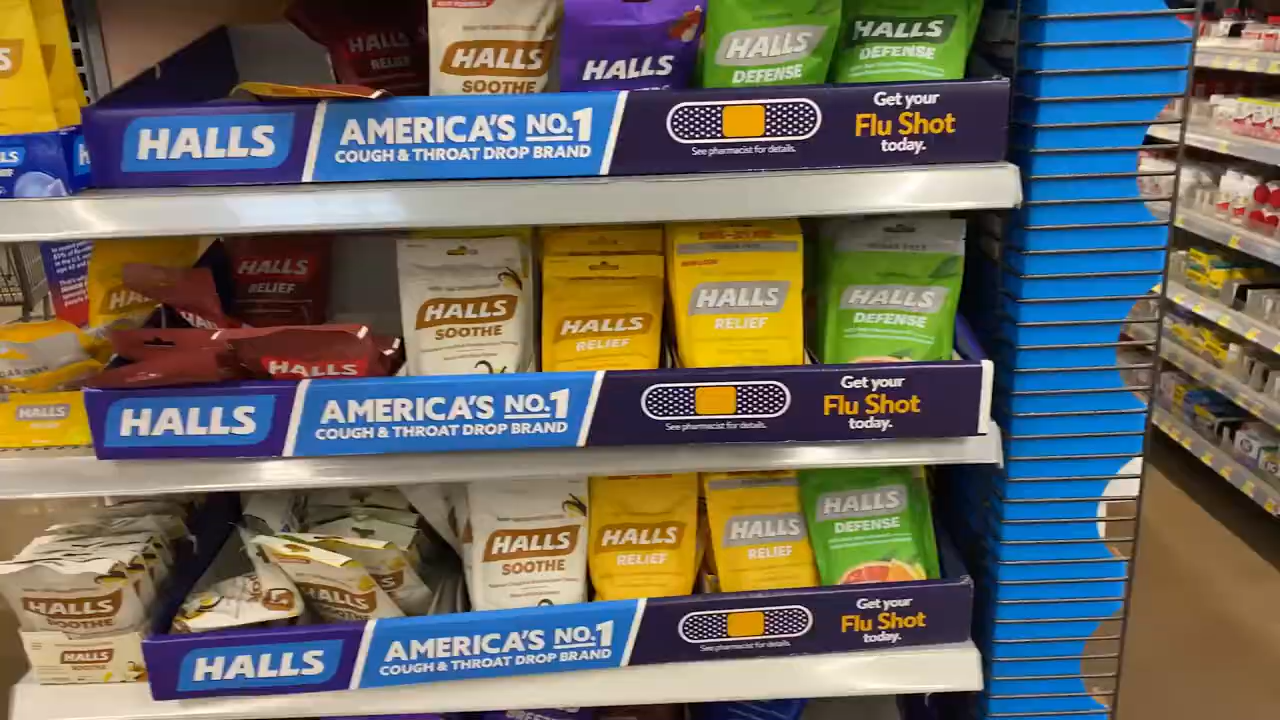 HALLS
RELIEF
HALLS
SOOTHE
HALLS
HALLS
DEFENSE
HALLS
DEFENSE
HALLS
AMERICA'S NO.1
COUGH & THROAT DROP BRAND
See pharmacist for details.
Get your
Flu Shot
today.
HALLS
RELIEF
HALLS
HALLS
SOOTHE
HALLS
RELIEF
HALLS
RELIEF
HALLS
DEFENSE
HALLS
HALLS
AMERICA'S NO.1
COUGH & THROAT DROP BRAND
See pharmacist for details.
Get your
Flu Shot
today.
HALLS
SOOTHE
HALLS
SOOTHE
HALLS
HALLS
SOOTHE
HALLS
RELIEF
HALLS
RELIEF
HALLS
DEFENSE
HALLS
AMERICA'S NO.1
COUGH & THROAT DROP BRAND
See pharmacist for details.
Get your
Flu Shot
today.